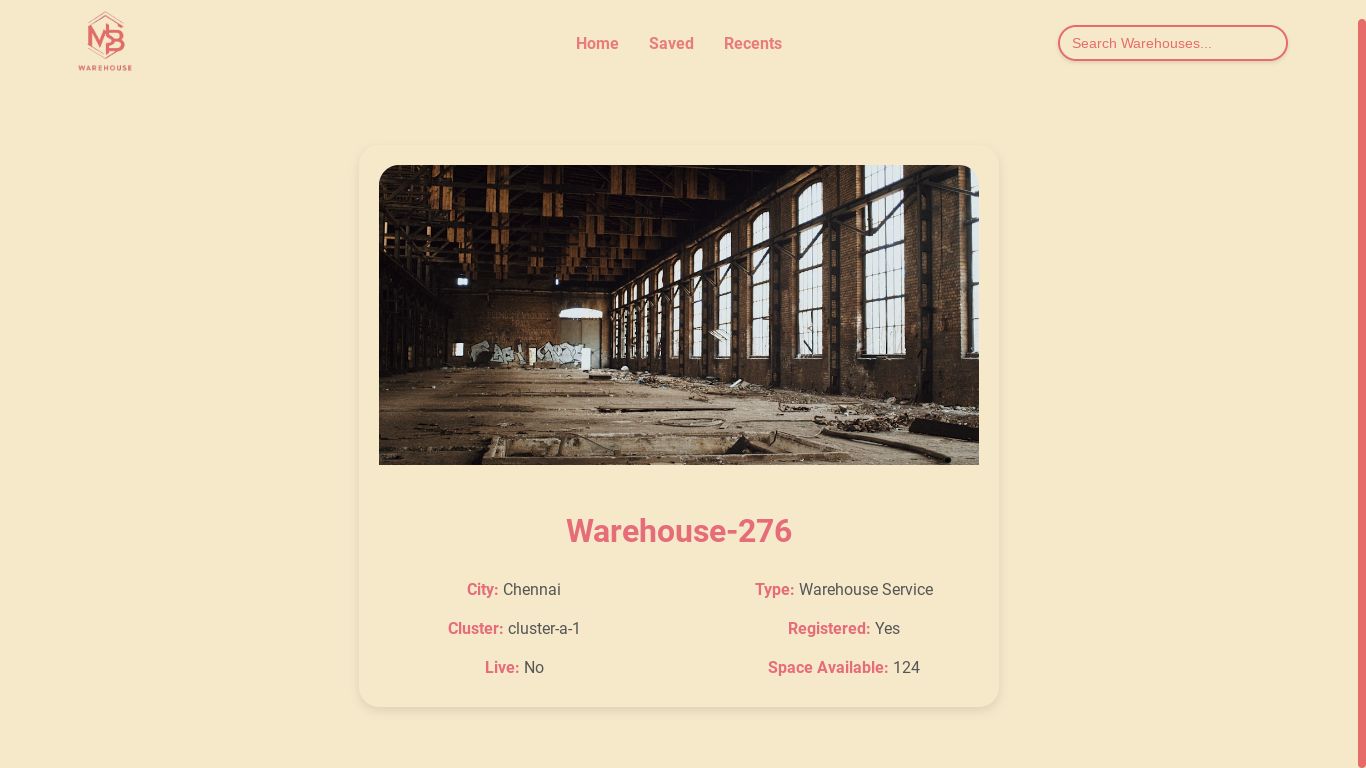 MSB
WAREHOUSE
Home
Saved
Recents
Search Warehouses...
Warehouse-276
City: Chennai
Type: Warehouse Service
Cluster: cluster-a-1
Registered: Yes
Live: No
Space Available: 124